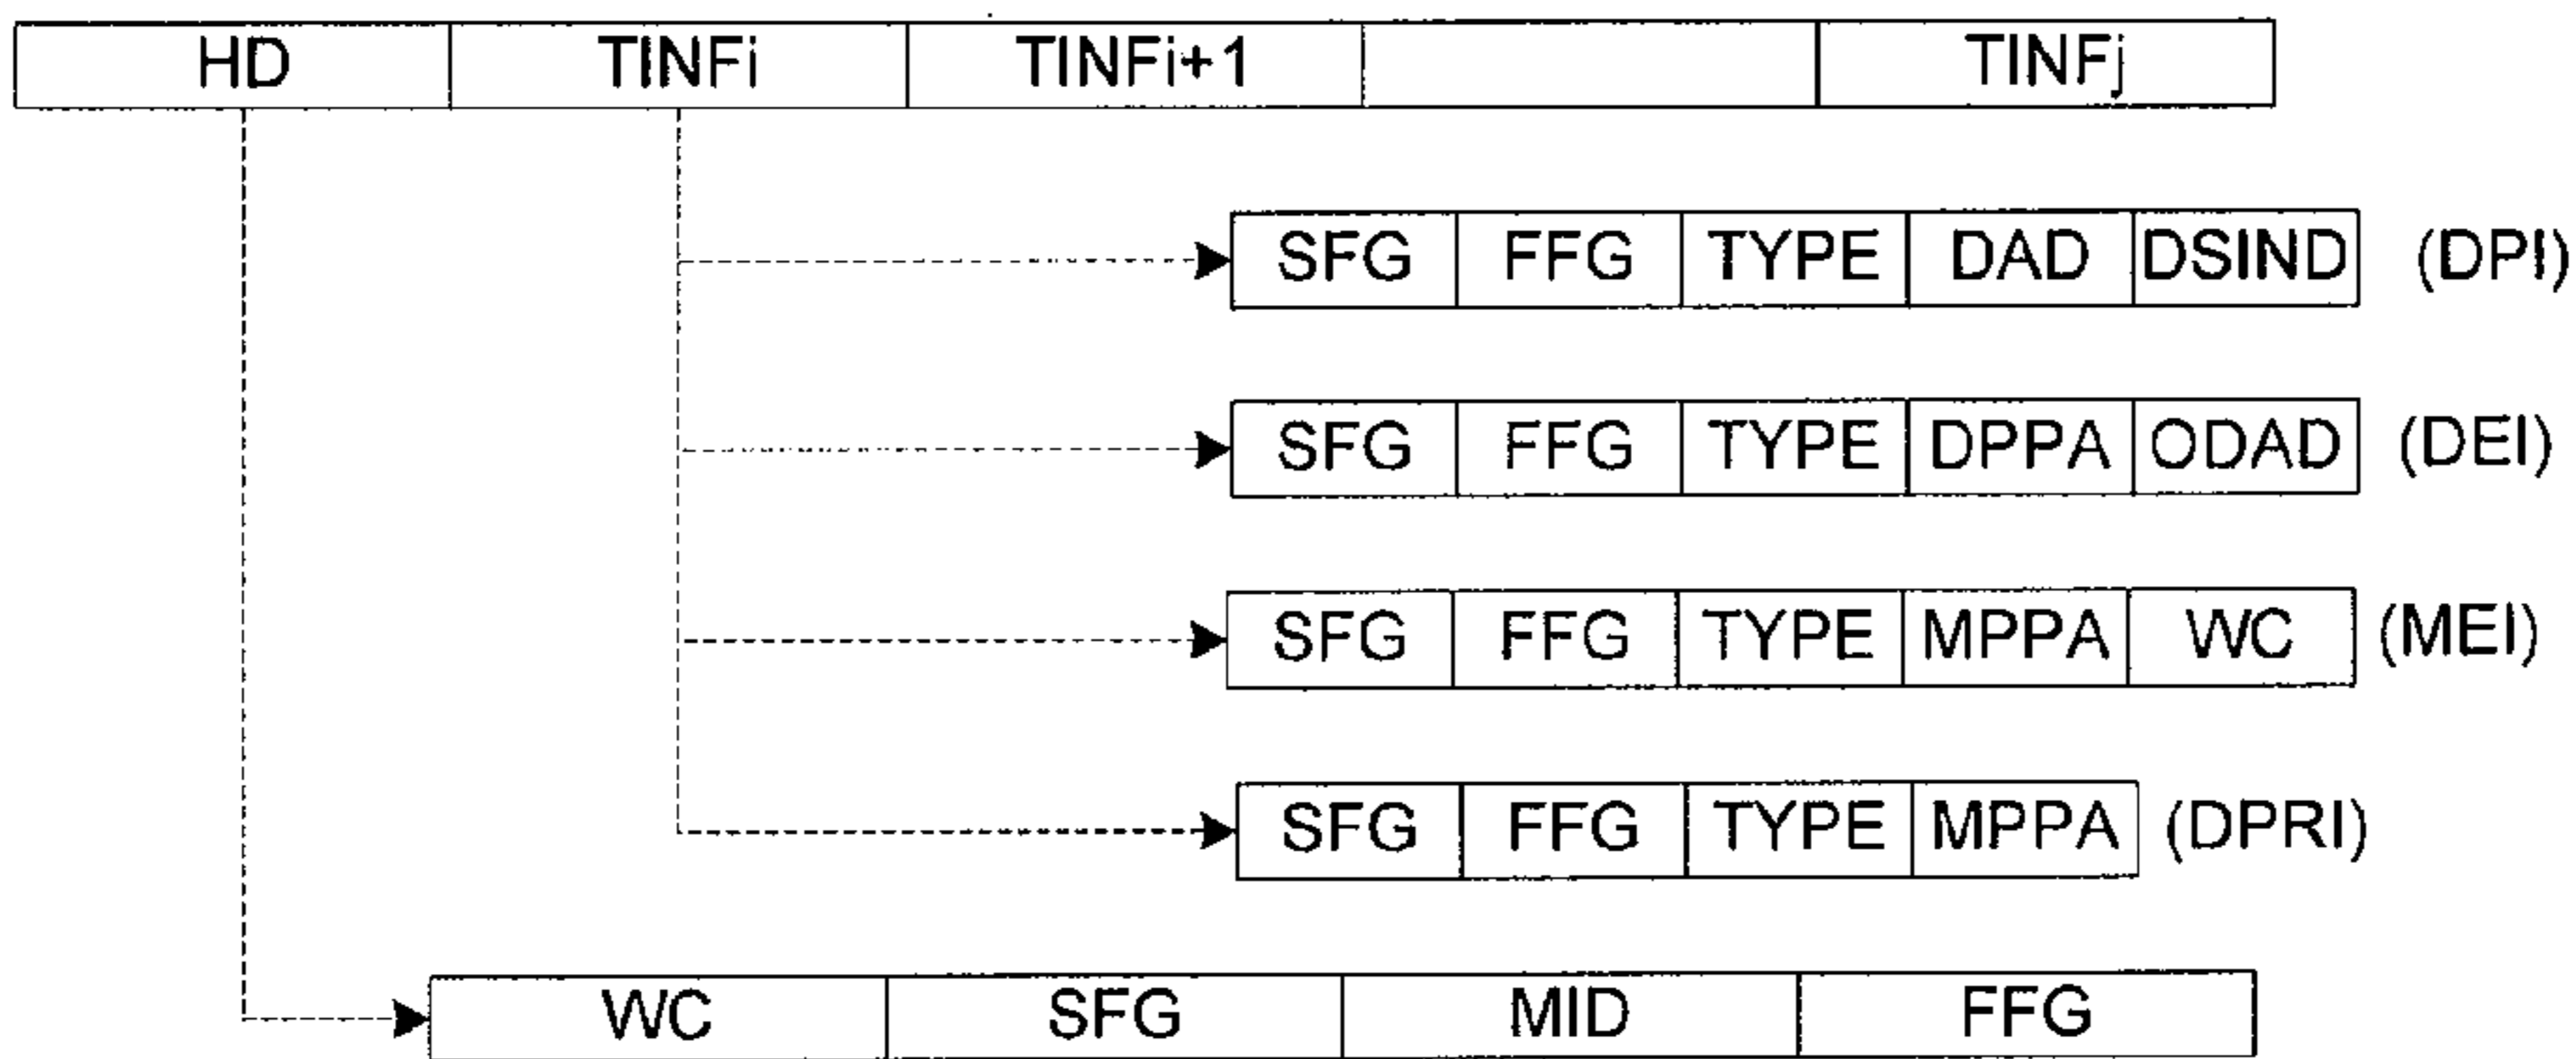 HD TINFi TINFi+1 TINFj
SFG FFG TYPE DAD DSIND (DPI)
SFG FFG TYPE DPPA ODAD (DEI)
SFG FFG TYPE MPPA WC (MEI)
SFG FFG TYPE MPPA (DPRI)
WC SFG MID FFG